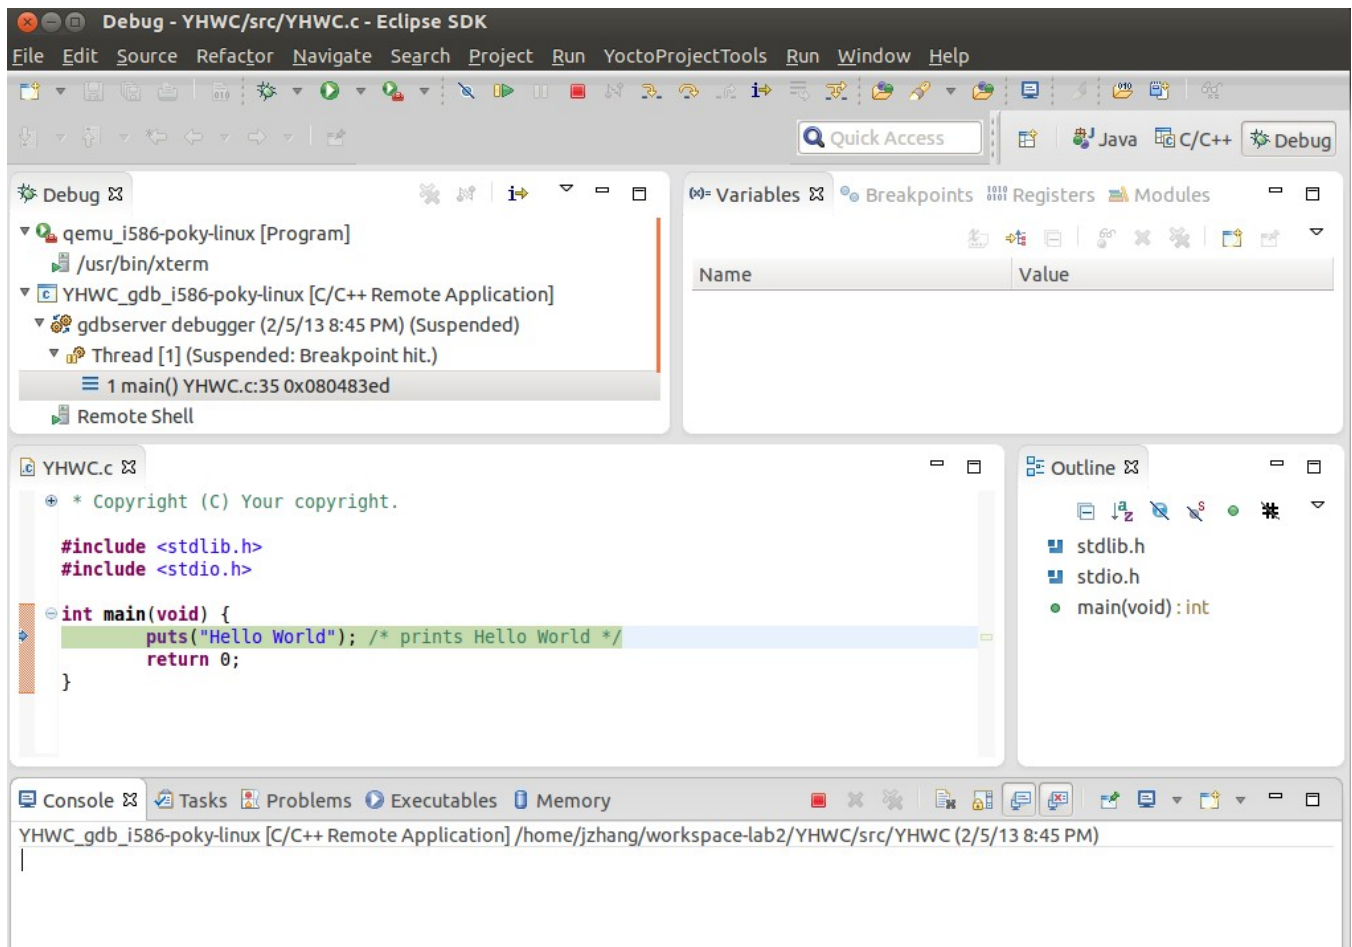 Debug - YHWC/src/YHWC.c - Eclipse SDK
File Edit Source Refactor Navigate Search Project Run YoctoProjectTools Run Window Help
Quick Access
Java C/C++ Debug
Debug
qemu_i586-poky-linux [Program]
/usr/bin/xterm
YHWC_gdb_i586-poky-linux [C/C++ Remote Application]
gdbserver debugger (2/5/13 8:45 PM) (Suspended)
Thread [1] (Suspended: Breakpoint hit.)
1 main() YHWC.c:35 0x080483ed
Remote Shell
(x)= Variables Breakpoints Registers Modules
Name Value
YHWC.c
* Copyright (C) Your copyright.
#include <stdlib.h>
#include <stdio.h>
int main(void) {
puts("Hello World"); /* prints Hello World */
return 0;
}
Outline
stdlib.h
stdio.h
main(void) : int
Console Tasks Problems Executables Memory
YHWC_gdb_i586-poky-linux [C/C++ Remote Application] /home/jzhang/workspace-lab2/YHWC/src/YHWC (2/5/13 8:45 PM)